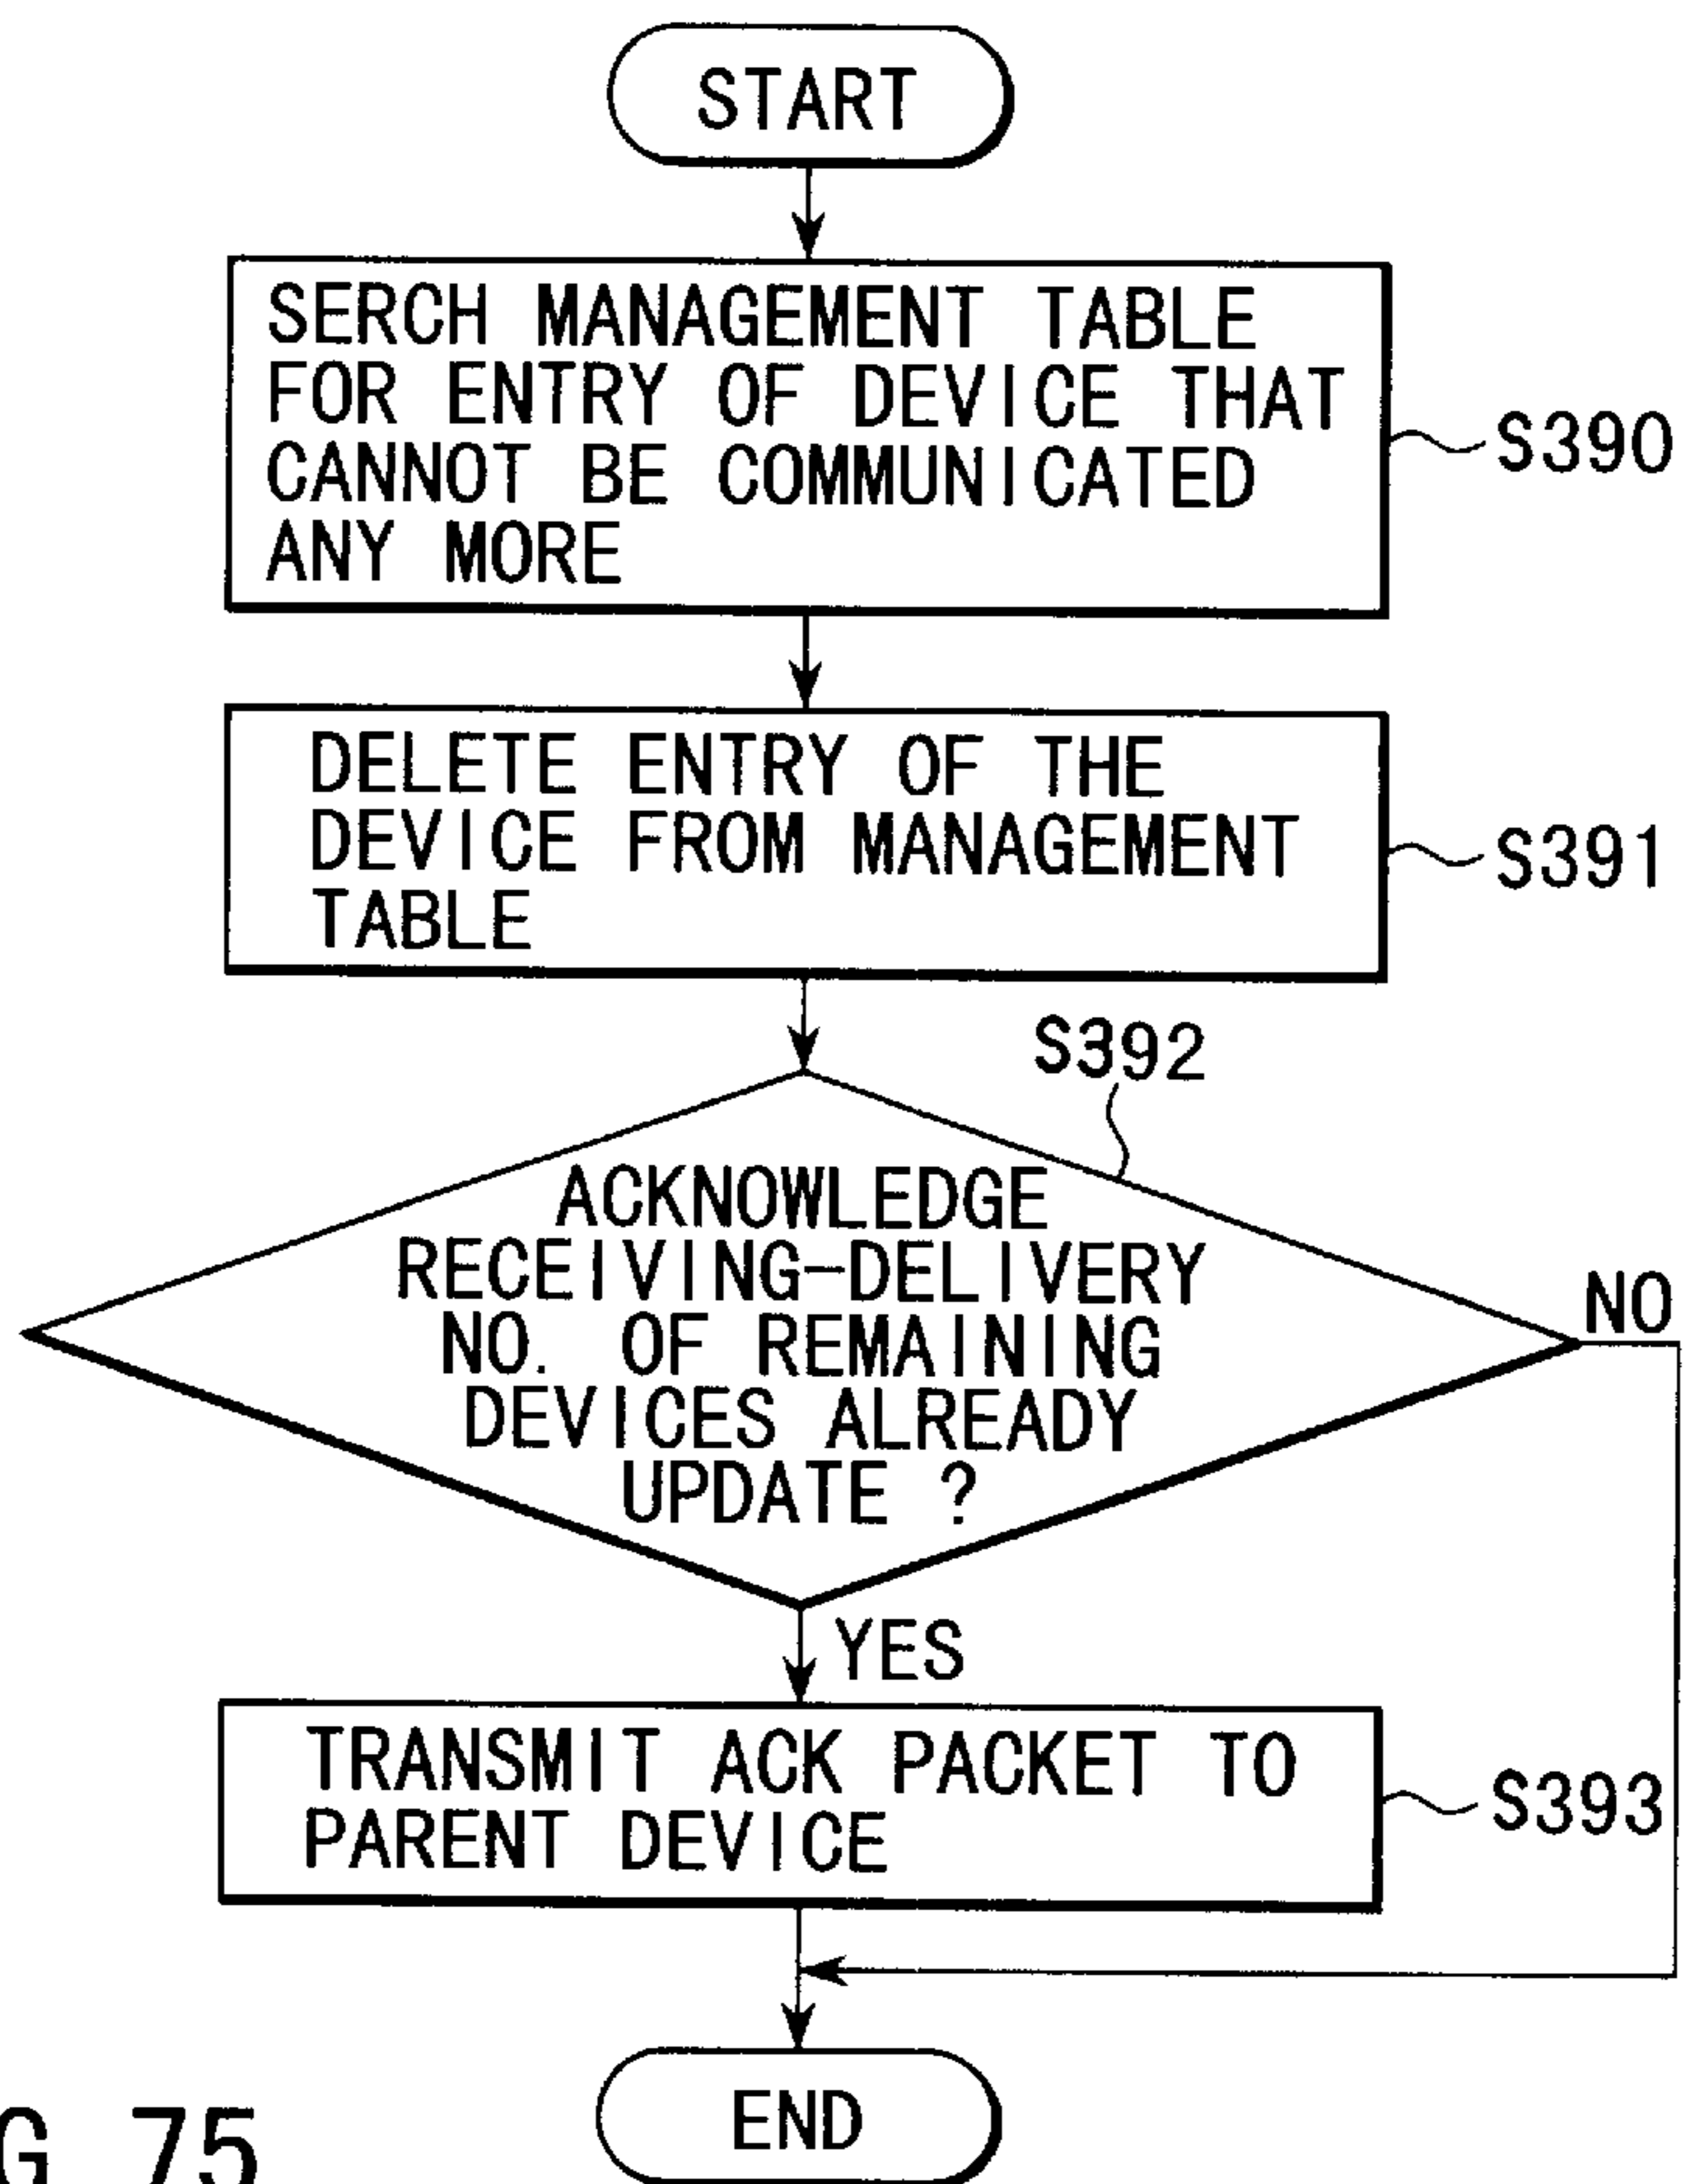 START
SERCH MANAGEMENT TABLE
FOR ENTRY OF DEVICE THAT
CANNOT BE COMMUNICATED
ANY MORE
S390
DELETE ENTRY OF THE
DEVICE FROM MANAGEMENT
TABLE
S391
S392
ACKNOWLEDGE
RECEIVING-DELIVERY
NO. OF REMAINING
DEVICES ALREADY
UPDATE ?
NO
YES
TRANSMIT ACK PACKET TO
PARENT DEVICE
S393
END
G 75